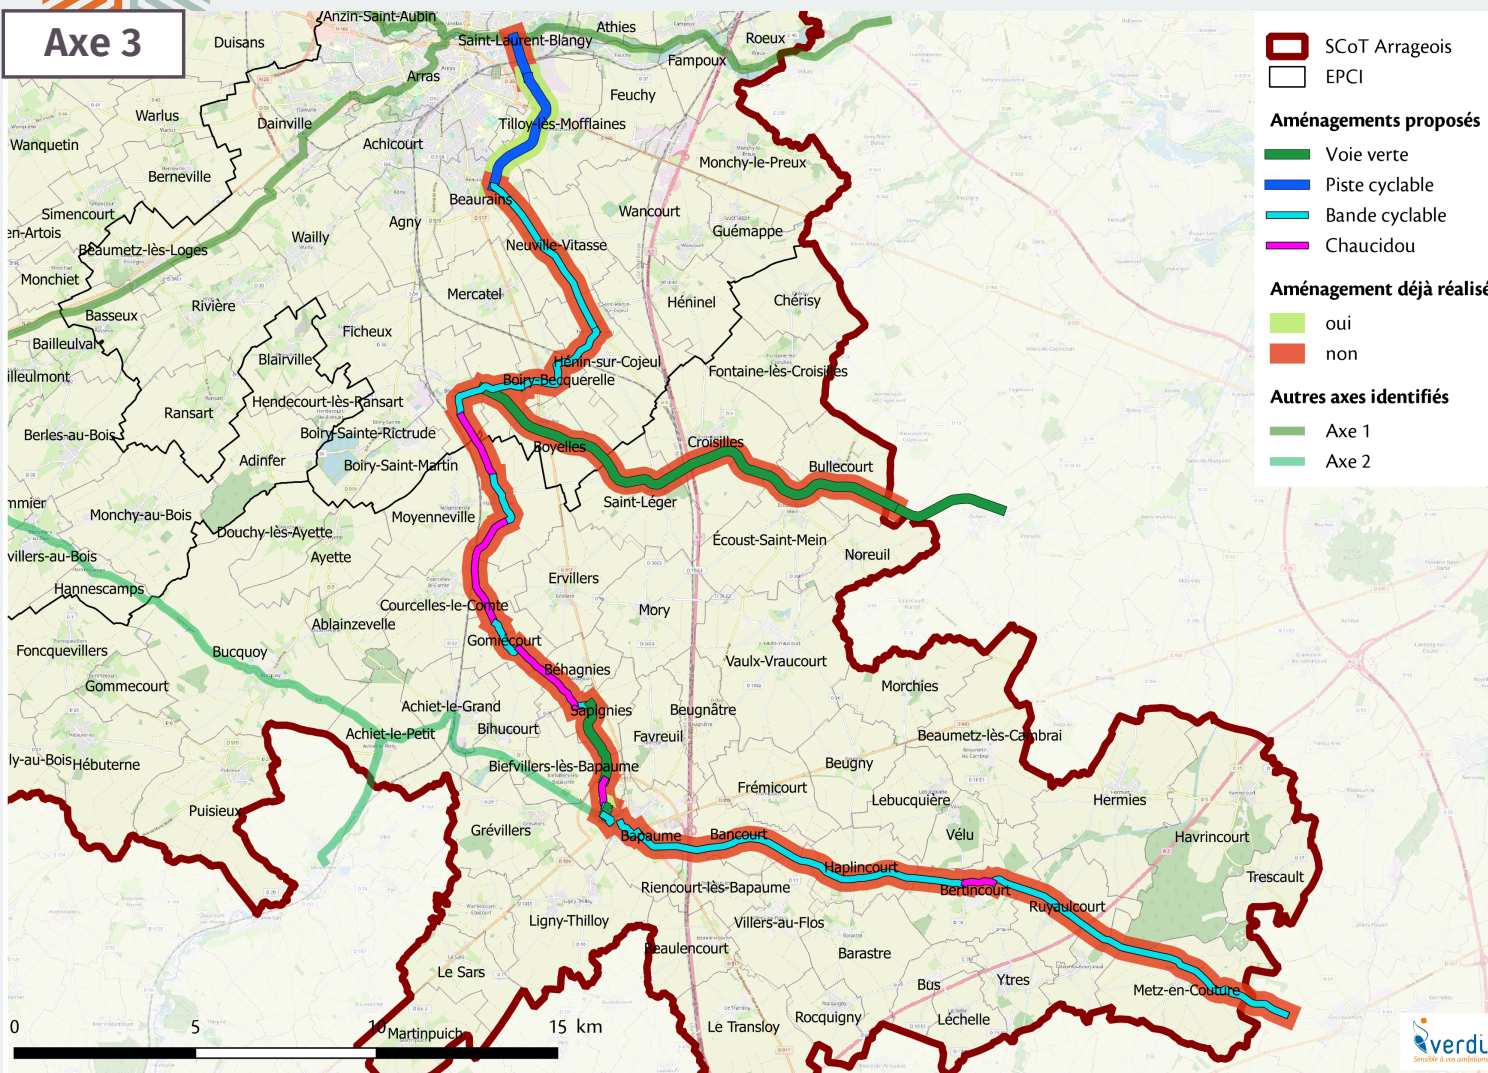 Axe 3
SCoT Arrageois
EPCI
Aménagements proposés
Voie verte
Piste cyclable
Bande cyclable
Chaucidou
Aménagement déjà réalisé
oui
non
Autres axes identifiés
Axe 1
Axe 2
Anzin-Saint-Aubin
Athies
Duisans
Saint-Laurent-Blangy
Roeux
Fampoux
Arras
Feuchy
Warlus
Dainville
Tilloy-lès-Mofflaines
Wanquetin
Achicourt
Monchy-le-Preux
Berneville
Beaurains
Simencourt
Agny
Wancourt
en-Artois
Wailly
Guémappe
Beaumetz-lès-Loges
Neuville-Vitasse
Monchiet
Mercatel
Rivière
Héninel
Chérisy
Basseux
Ficheux
Bailleulval
Blairville
Hénin-sur-Cojeul
illeulmont
Boiry-Becquerelle
Fontaine-lès-Croisilles
Hendecourt-lès-Ransart
Ransart
Berles-au-Bois
Boiry-Sainte-Rictrude
Boyelles
Croisilles
Adinfer
Boiry-Saint-Martin
Bullecourt
mmier
Saint-Léger
Monchy-au-Bois
Moyenneville
Douchy-lès-Ayette
Écoust-Saint-Mein
villers-au-Bois
Ayette
Noreuil
Hannescamps
Ervillers
Courcelles-le-Comte
Mory
Ablainzevelle
Gomiécourt
Foncquevillers
Bucquoy
Béhagnies
Vaulx-Vraucourt
Gommecourt
Morchies
Achiet-le-Grand
Sapignies
Beugnâtre
Achiet-le-Petit
Bihucourt
Favreuil
Beaumetz-lès-Cambrai
ly-au-Bois
Hébuterne
Biefvillers-lès-Bapaume
Beugny
Frémicourt
Lebucquière
Hermies
Puisieux
Grévillers
Bapaume
Bancourt
Vélu
Havrincourt
Haplincourt
Trescault
Riencourt-lès-Bapaume
Bertincourt
Ruyaulcourt
Ligny-Thilloy
Villers-au-Flos
Beaulencourt
Barastre
Le Sars
Bus
Ytres
Metz-en-Couture
Rocquigny
Léchelle
Le Transloy
Martinpuich
0
5
10
15 km
verdi
Sensible à vos ambitions